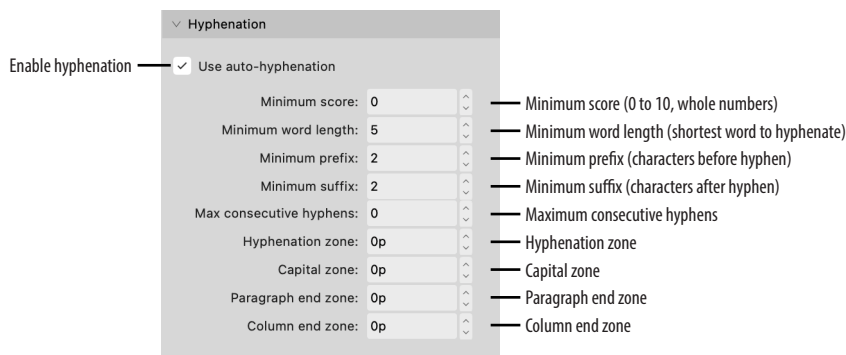 Hyphenation
Enable hyphenation Use auto-hyphenation
Minimum score: 0 Minimum score (0 to 10, whole numbers)
Minimum word length: 5 Minimum word length (shortest word to hyphenate)
Minimum prefix: 2 Minimum prefix (characters before hyphen)
Minimum suffix: 2 Minimum suffix (characters after hyphen)
Max consecutive hyphens: 0 Maximum consecutive hyphens
Hyphenation zone: 0p Hyphenation zone
Capital zone: 0p Capital zone
Paragraph end zone: 0p Paragraph end zone
Column end zone: 0p Column end zone